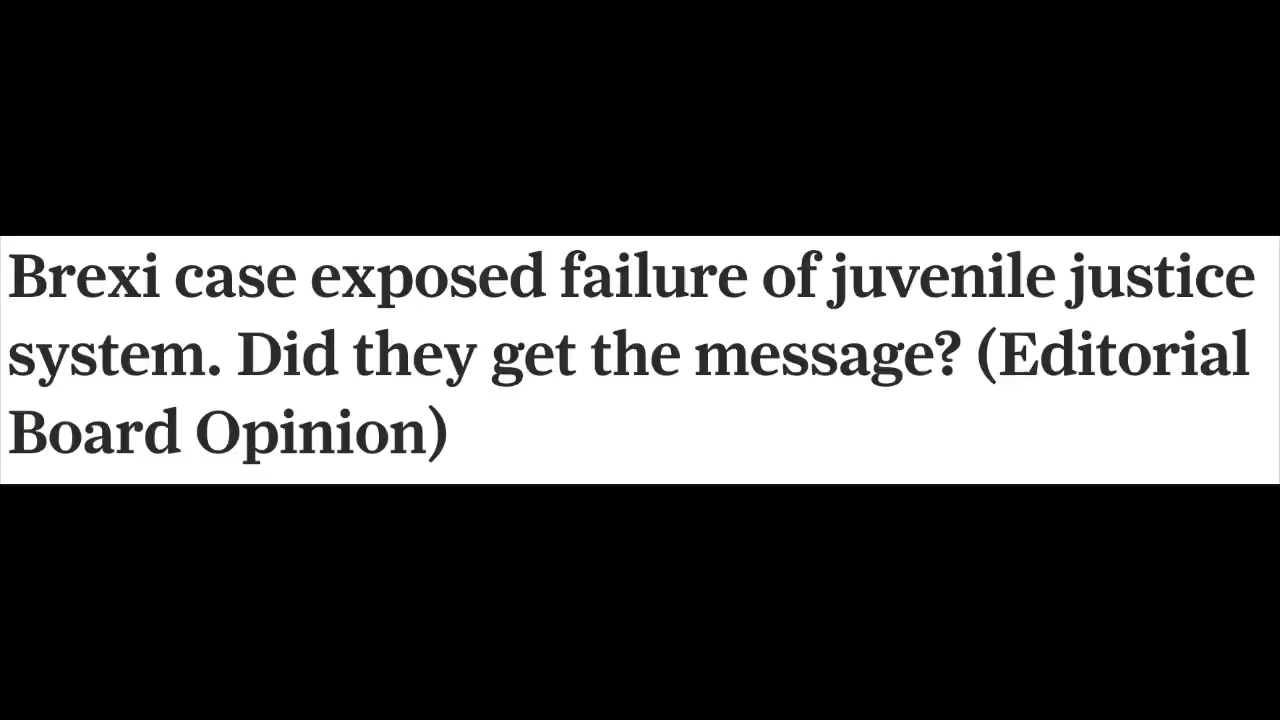 Brexi case exposed failure of juvenile justice
system. Did they get the message? (Editorial
Board Opinion)